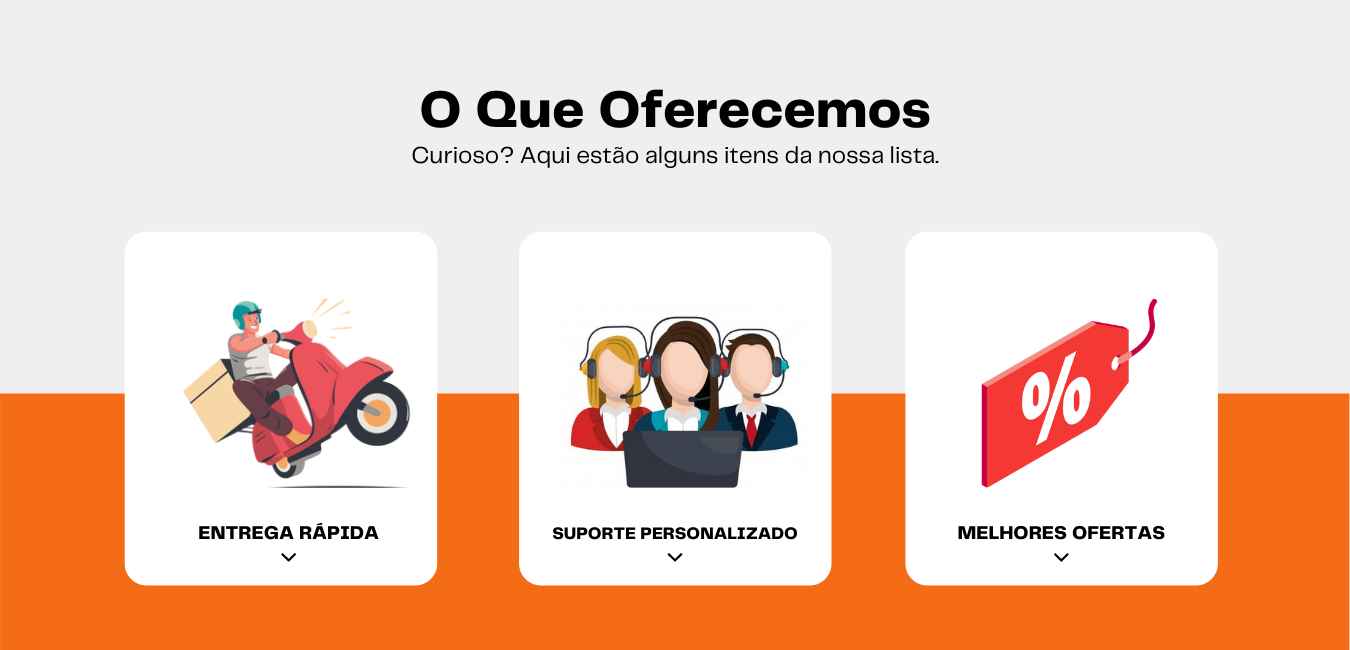 O Que Oferecemos
Curioso? Aqui estão alguns itens da nossa lista.
%
ENTREGA RÁPIDA
SUPORTE PERSONALIZADO
MELHORES OFERTAS